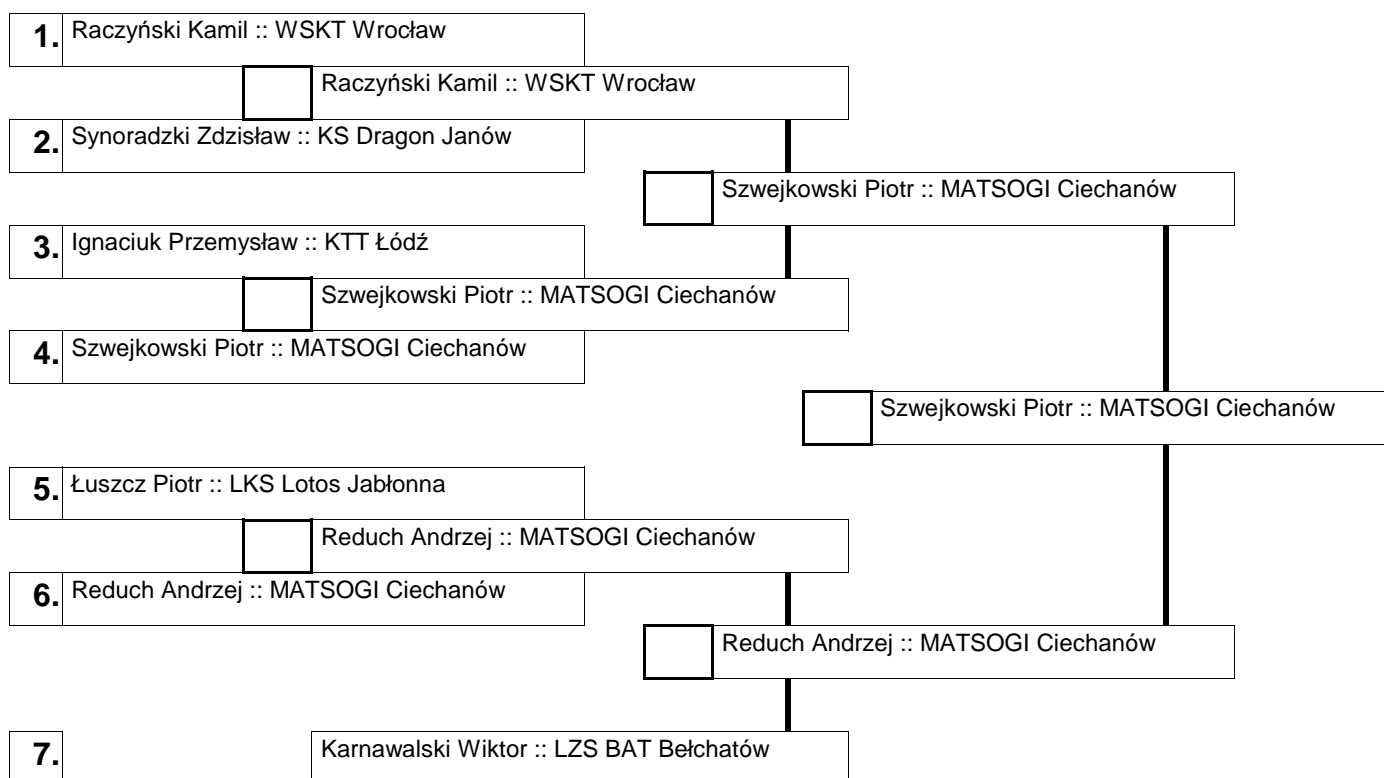 1. Raczyński Kamil :: WSKT Wrocław
Raczyński Kamil :: WSKT Wrocław
2. Synoradzki Zdzisław :: KS Dragon Janów
Szwejkowski Piotr :: MATSOGI Ciechanów
3. Ignaciuk Przemysław :: KTT Łódź
Szwejkowski Piotr :: MATSOGI Ciechanów
4. Szwejkowski Piotr :: MATSOGI Ciechanów
Szwejkowski Piotr :: MATSOGI Ciechanów
5. Łuszcz Piotr :: LKS Lotos Jabłonna
Reduch Andrzej :: MATSOGI Ciechanów
6. Reduch Andrzej :: MATSOGI Ciechanów
Reduch Andrzej :: MATSOGI Ciechanów
7. Karnawalski Wiktor :: LZS BAT Bełchatów